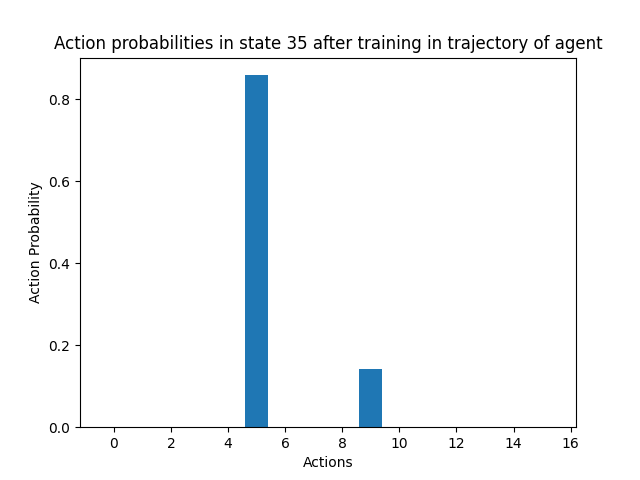 Action probabilities in state 35 after training in trajectory of agent
0.8
0.6
0.4
0.2
0.0
Action Probability
0 2 4 6 8 10 12 14 16
Actions